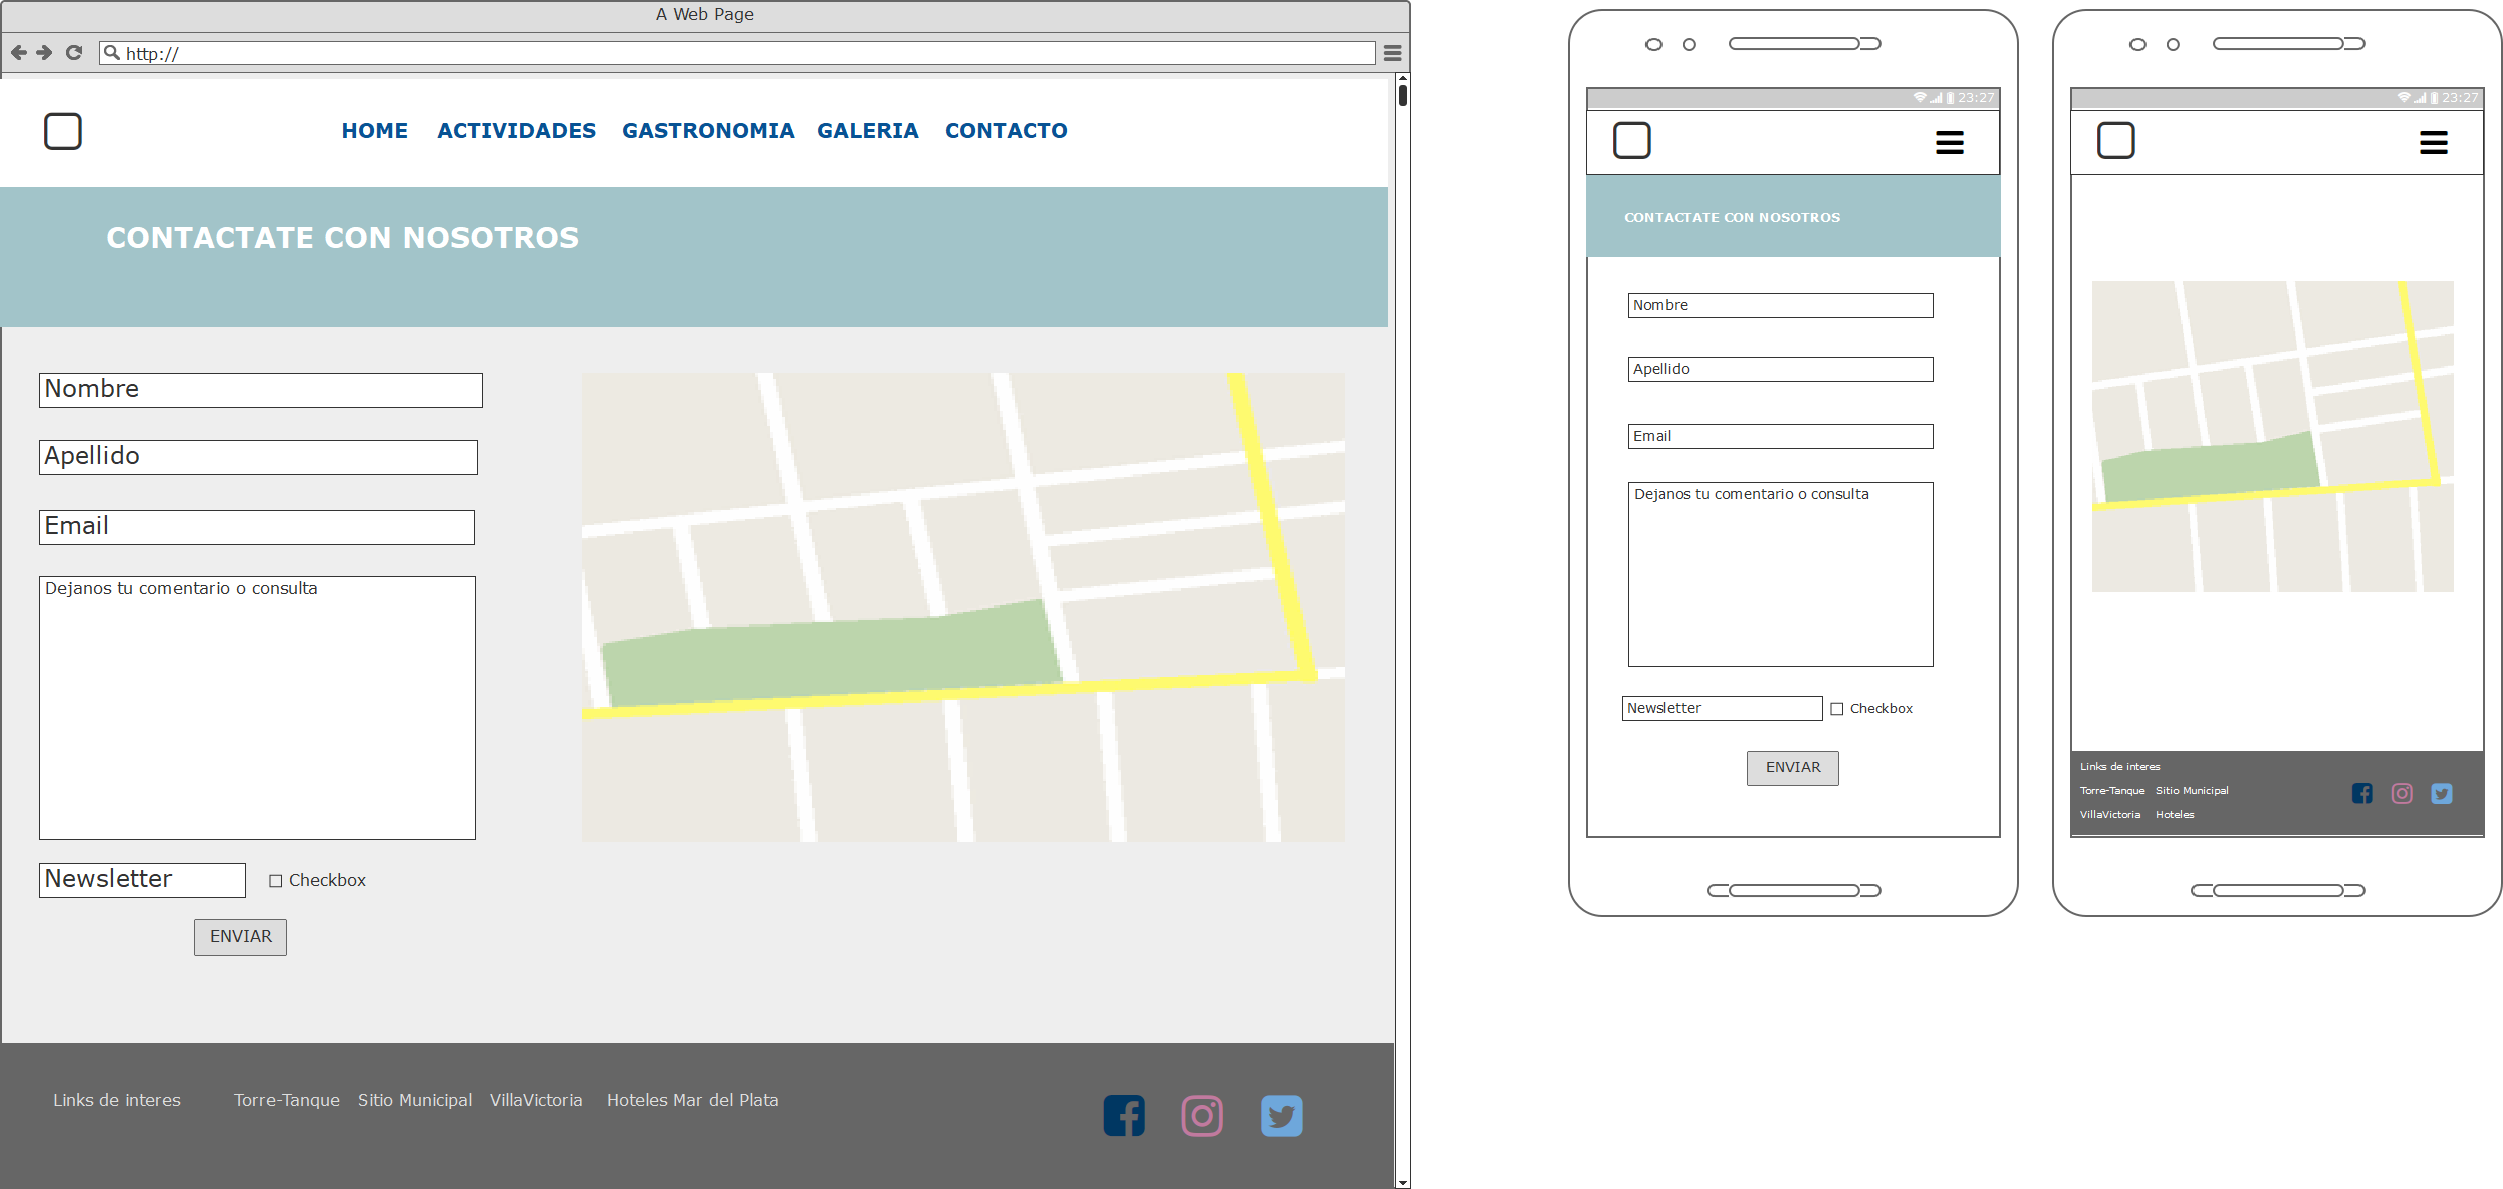 A Web Page
http://
HOME ACTIVIDADES GASTRONOMIA GALERIA CONTACTO
CONTACTATE CON NOSOTROS
Nombre
Apellido
Email
Dejanos tu comentario o consulta
Newsletter Checkbox
ENVIAR
Links de interes Torre-Tanque Sitio Municipal VillaVictoria Hoteles Mar del Plata
23:27
CONTACTATE CON NOSOTROS
Nombre
Apellido
Email
Dejanos tu comentario o consulta
Newsletter Checkbox
ENVIAR
23:27
Links de interes
Torre-Tanque Sitio Municipal
VillaVictoria Hoteles